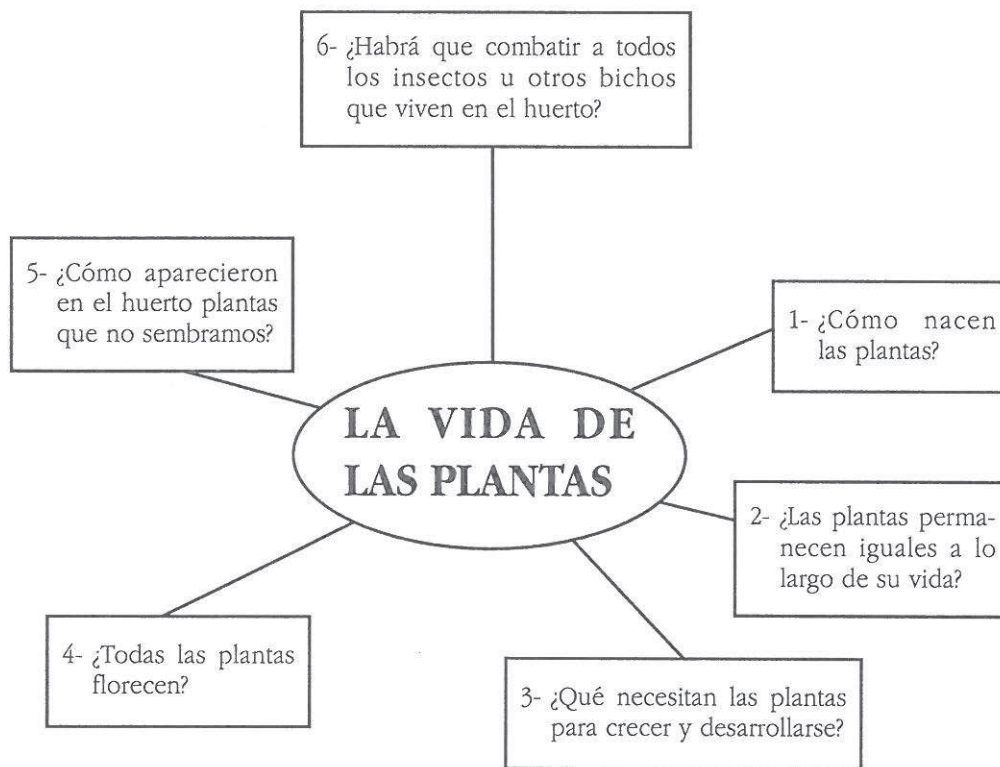 6- ¿Habrá que combatir a todos
los insectos u otros bichos
que viven en el huerto?
5- ¿Cómo aparecieron
en el huerto plantas
que no sembramos?
1- ¿Cómo nacen
las plantas?
LA VIDA DE
LAS PLANTAS
2- ¿Las plantas perma-
necen iguales a lo
largo de su vida?
4- ¿Todas las plantas
florecen?
3- ¿Qué necesitan las plantas
para crecer y desarrollarse?